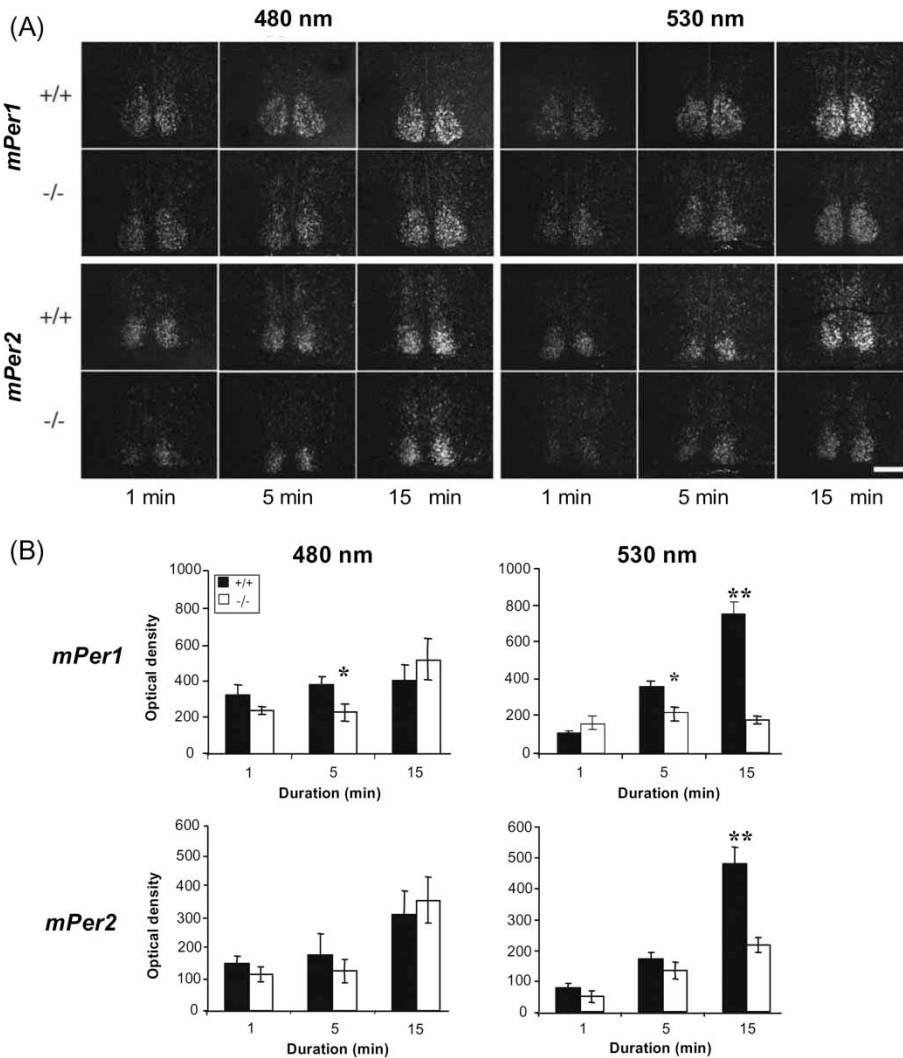 (A)
480 nm
530 nm
mPer1
+/+
-/-
mPer2
+/+
-/-
1 min
5 min
15 min
1 min
5 min
15 min
(B)
480 nm
530 nm
mPer1
Optical density
1000
800
600
400
200
0
+/+
-/-
*
1
5
15
Duration (min)
1000
800
600
400
200
0
*
**
1
5
15
Duration (min)
mPer2
Optical density
600
500
400
300
200
100
0
1
5
15
Duration (min)
600
500
400
300
200
100
0
**
1
5
15
Duration (min)